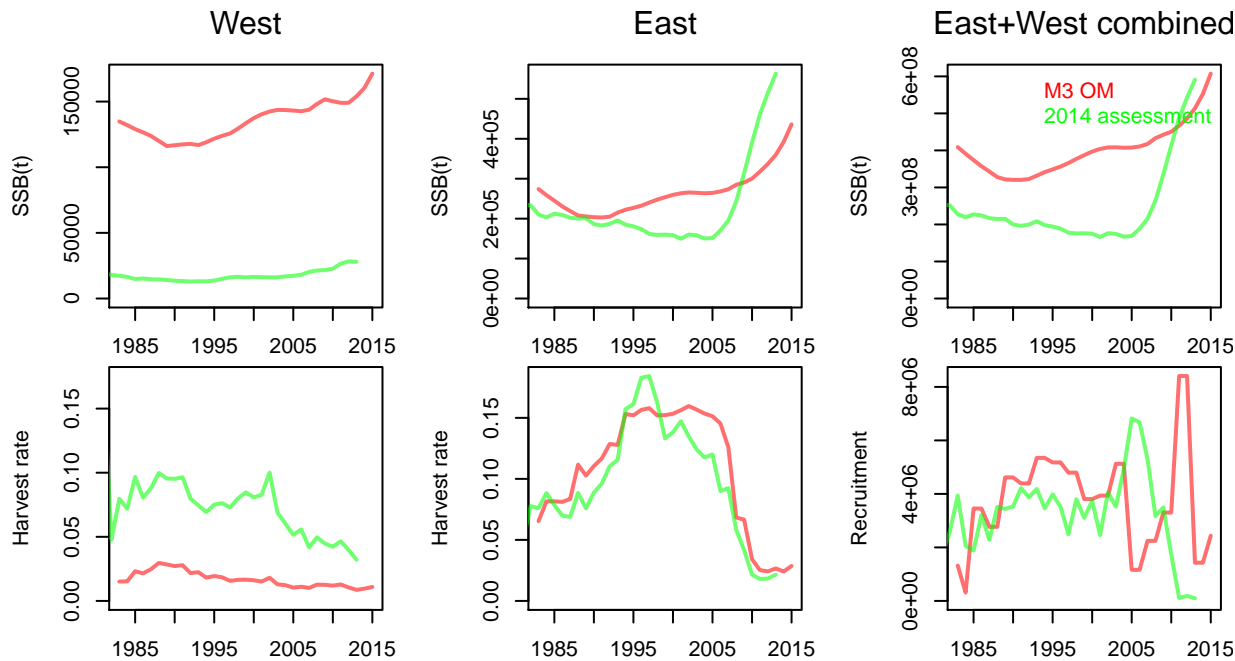 West
East
East+West combined
SSB(t)
150000
50000
0
1985
1995
2005
2015
SSB(t)
4e+05
2e+05
0e+00
1985
1995
2005
2015
SSB(t)
6e+08
3e+08
0e+00
M3 OM
2014 assessment
1985
1995
2005
2015
Harvest rate
0.15
0.10
0.05
0.00
1985
1995
2005
2015
Harvest rate
0.15
0.10
0.05
0.00
1985
1995
2005
2015
Recruitment
8e+06
4e+06
0e+00
1985
1995
2005
2015